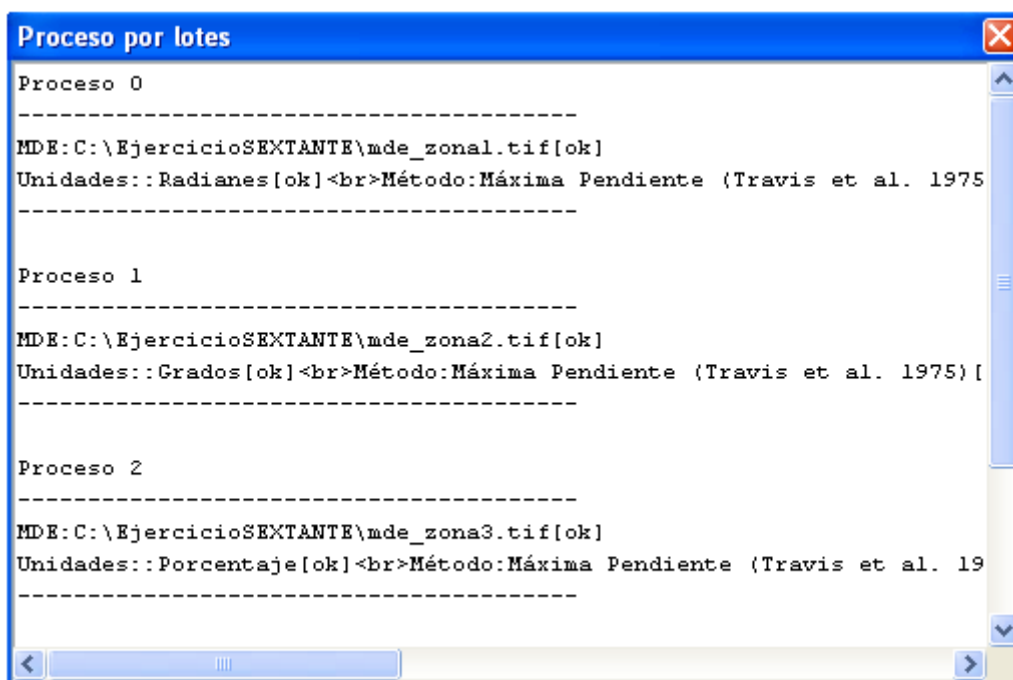 Proceso por lotes
Proceso 0
----------------------------------------
MDE:C:\EjercicioSEXTANTE\mde_zona1.tif[ok]
Unidades::Radianes[ok]<br>Método:Máxima Pendiente (Travis et al. 1975
----------------------------------------
Proceso 1
----------------------------------------
MDE:C:\EjercicioSEXTANTE\mde_zona2.tif[ok]
Unidades::Grados[ok]<br>Método:Máxima Pendiente (Travis et al. 1975)[
----------------------------------------
Proceso 2
----------------------------------------
MDE:C:\EjercicioSEXTANTE\mde_zona3.tif[ok]
Unidades::Porcentaje[ok]<br>Método:Máxima Pendiente (Travis et al. 19
----------------------------------------